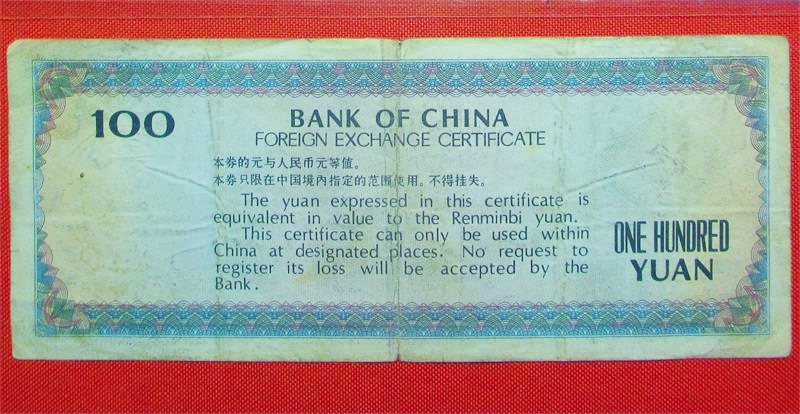 100
BANK OF CHINA
FOREIGN EXCHANGE CERTIFICATE
本券的元与人民币元等值。
本券只限在中国境内指定的范围使用。不得挂失。
The yuan expressed in this certificate is
equivalent in value to the Renminbi yuan.
This certificate can only be used within
China at designated places. No request to
register its loss will be accepted by the
Bank.
ONE HUNDRED
YUAN